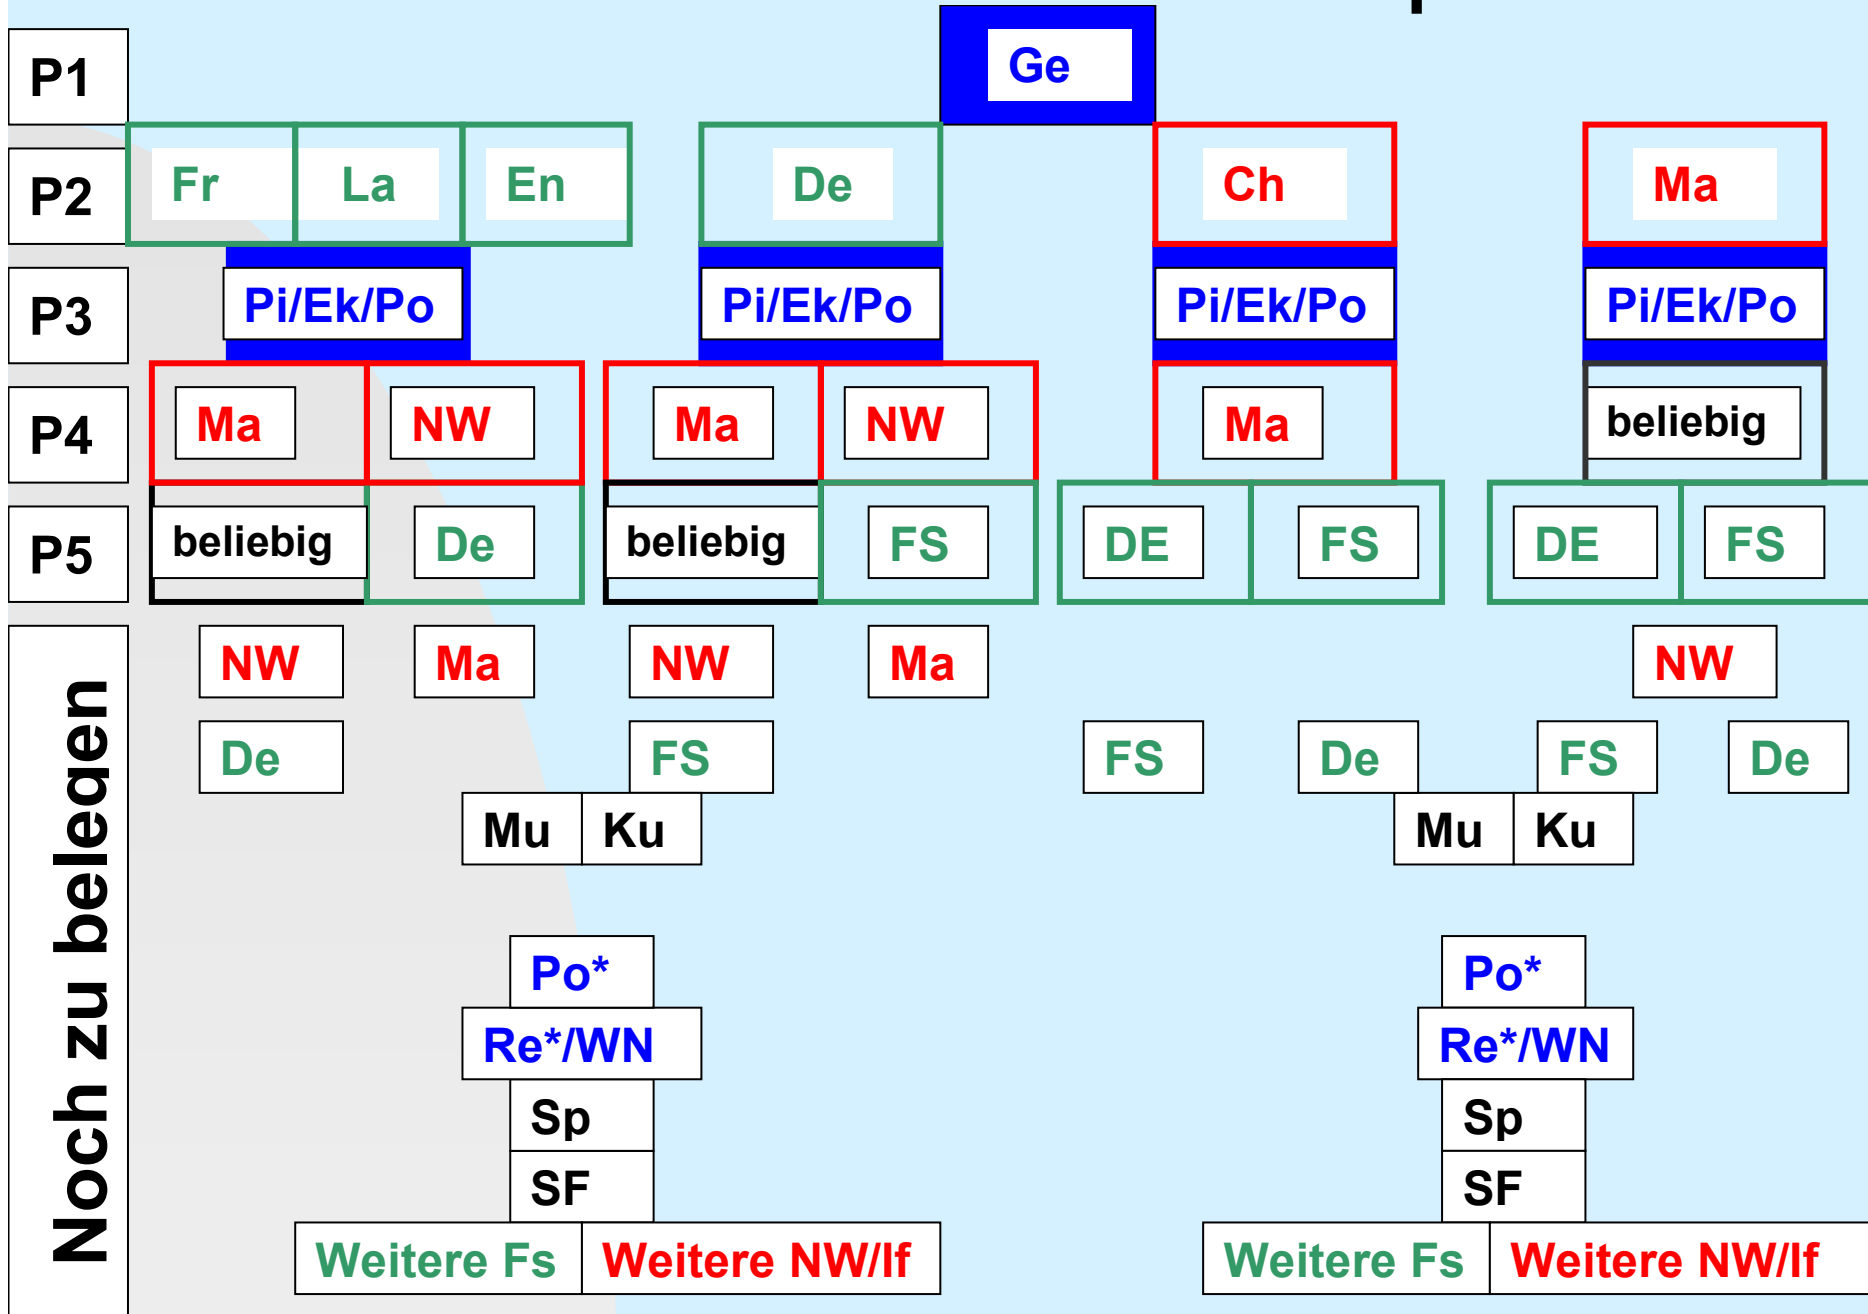 P1 Ge
P2 Fr La En De Ch Ma
P3 Pi/Ek/Po Pi/Ek/Po Pi/Ek/Po Pi/Ek/Po
P4 Ma NW Ma NW Ma beliebig
P5 beliebig De beliebig FS DE FS DE FS
Noch zu belegen
NW Ma NW Ma NW
De FS FS De FS De
Mu Ku Mu Ku
Po* Po*
Re*/WN Re*/WN
Sp Sp
SF SF
Weitere Fs Weitere NW/If Weitere Fs Weitere NW/If